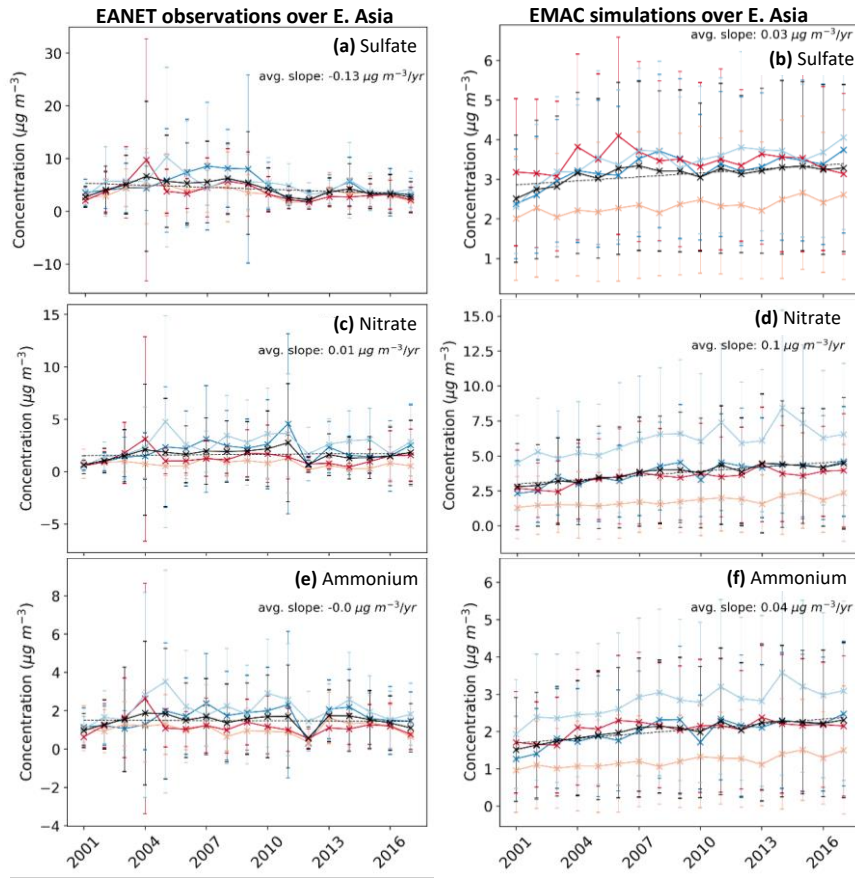 EANET observations over E. Asia
EMAC simulations over E. Asia
(a) Sulfate
avg. slope: -0.13 μg m⁻³/yr
Concentration (μg m⁻³)
30
20
10
0
−10
avg. slope: 0.03 μg m⁻³/yr
(b) Sulfate
Concentration (μg m⁻³)
6
5
4
3
2
1
(c) Nitrate
avg. slope: 0.01 μg m⁻³/yr
Concentration (μg m⁻³)
15
10
5
0
−5
(d) Nitrate
avg. slope: 0.1 μg m⁻³/yr
Concentration (μg m⁻³)
15.0
12.5
10.0
7.5
5.0
2.5
0.0
(e) Ammonium
avg. slope: -0.0 μg m⁻³/yr
Concentration (μg m⁻³)
8
6
4
2
0
−2
−4
2001
2004
2007
2010
2013
2016
(f) Ammonium
avg. slope: 0.04 μg m⁻³/yr
Concentration (μg m⁻³)
6
5
4
3
2
1
0
2001
2004
2007
2010
2013
2016